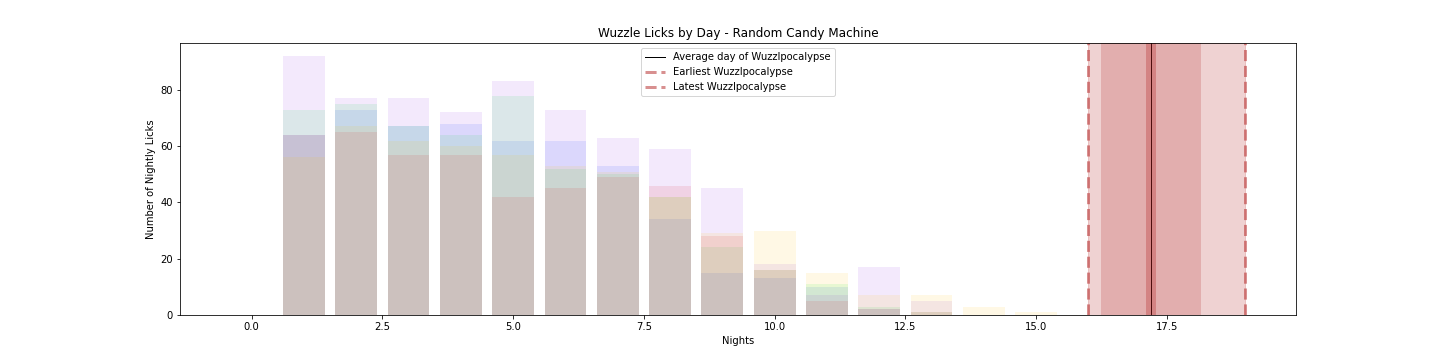 Wuzzle Licks by Day - Random Candy Machine
Average day of Wuzzlpocalypse
Earliest Wuzzlpocalypse
Latest Wuzzlpocalypse
Number of Nightly Licks
80
60
40
20
0
0.0 2.5 5.0 7.5 10.0 12.5 15.0 17.5
Nights